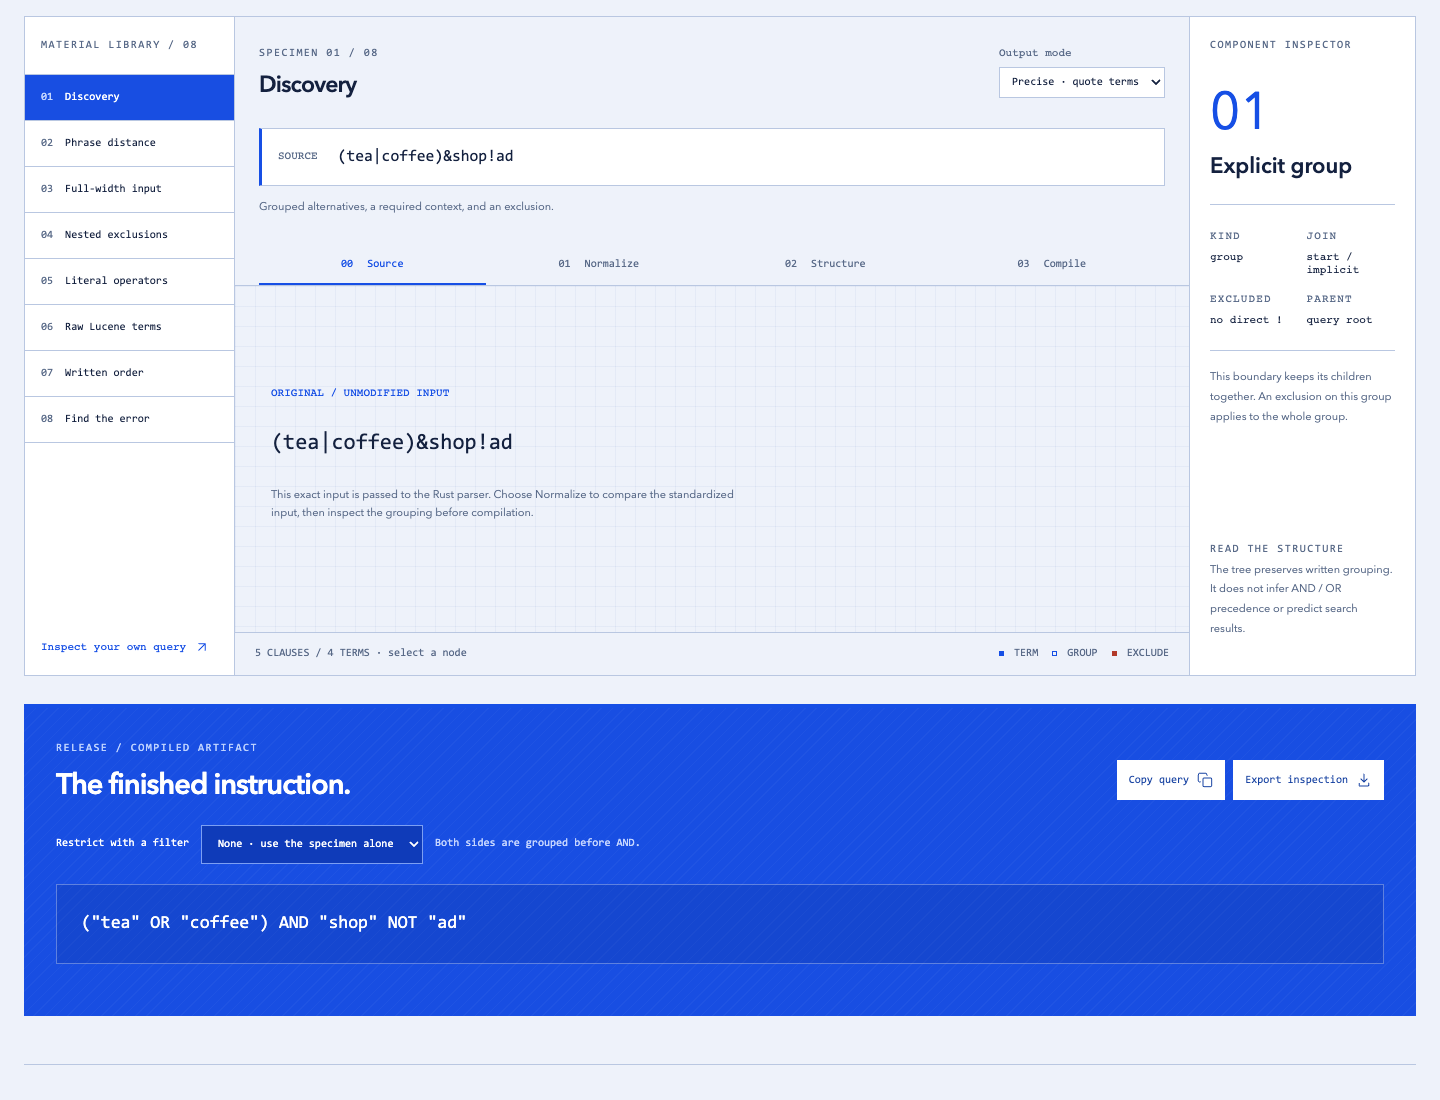 MATERIAL LIBRARY / 08
01 Discovery
02 Phrase distance
03 Full-width input
04 Nested exclusions
05 Literal operators
06 Raw Lucene terms
07 Written order
08 Find the error
Inspect your own query
SPECIMEN 01 / 08
Discovery
Output mode
Precise · quote terms
SOURCE (tea|coffee)&shop!ad
Grouped alternatives, a required context, and an exclusion.
00 Source 01 Normalize 02 Structure 03 Compile
ORIGINAL / UNMODIFIED INPUT
(tea|coffee)&shop!ad
This exact input is passed to the Rust parser. Choose Normalize to compare the standardized
input, then inspect the grouping before compilation.
5 CLAUSES / 4 TERMS · select a node
TERM GROUP EXCLUDE
COMPONENT INSPECTOR
01
Explicit group
KIND JOIN
group start /
implicit
EXCLUDED PARENT
no direct ! query root
This boundary keeps its children
together. An exclusion on this group
applies to the whole group.
READ THE STRUCTURE
The tree preserves written grouping.
It does not infer AND / OR
precedence or predict search
results.
RELEASE / COMPILED ARTIFACT
The finished instruction.
Copy query Export inspection
Restrict with a filter None · use the specimen alone Both sides are grouped before AND.
("tea" OR "coffee") AND "shop" NOT "ad"